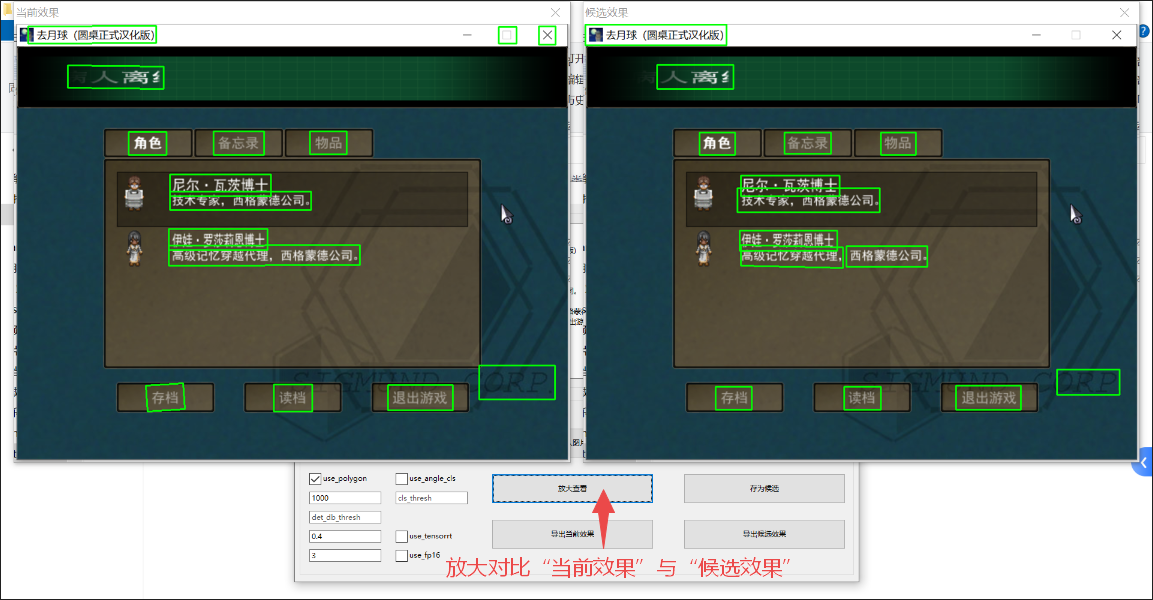 当前效果
去月球（圆桌正式汉化版）
人离
角色
备忘录
物品
尼尔·瓦茨博士
技术专家，西格蒙德公司。
伊娃·罗莎莉恩博士
高级记忆穿越代理，西格蒙德公司。
SIGMUND CORP
存档
读档
退出游戏
候选效果
去月球（圆桌正式汉化版）
人离
角色
备忘录
物品
尼尔·瓦茨博士
技术专家，西格蒙德公司。
伊娃·罗莎莉恩博士
高级记忆穿越代理，西格蒙德公司。
SIGMUND CORP
存档
读档
退出游戏
use_polygon
use_angle_cls
放大查看
存为候选
1000
cls_thresh
det_db_thresh
导出当前效果
导出候选效果
0.4
use_tensorrt
3
use_fp16
放大对比“当前效果”与“候选效果”